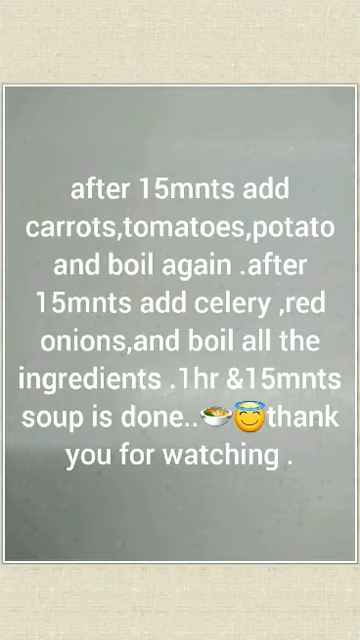 after 15mnts add
carrots,tomatoes,potato
and boil again .after
15mnts add celery ,red
onions,and boil all the
ingredients .1hr &15mnts
soup is done..🍲😇thank
you for watching .